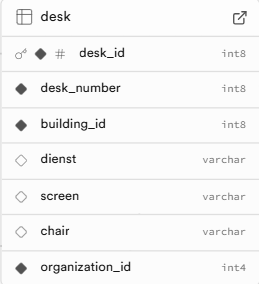 desk
# desk_id int8
desk_number int8
building_id int8
dienst varchar
screen varchar
chair varchar
organization_id int4